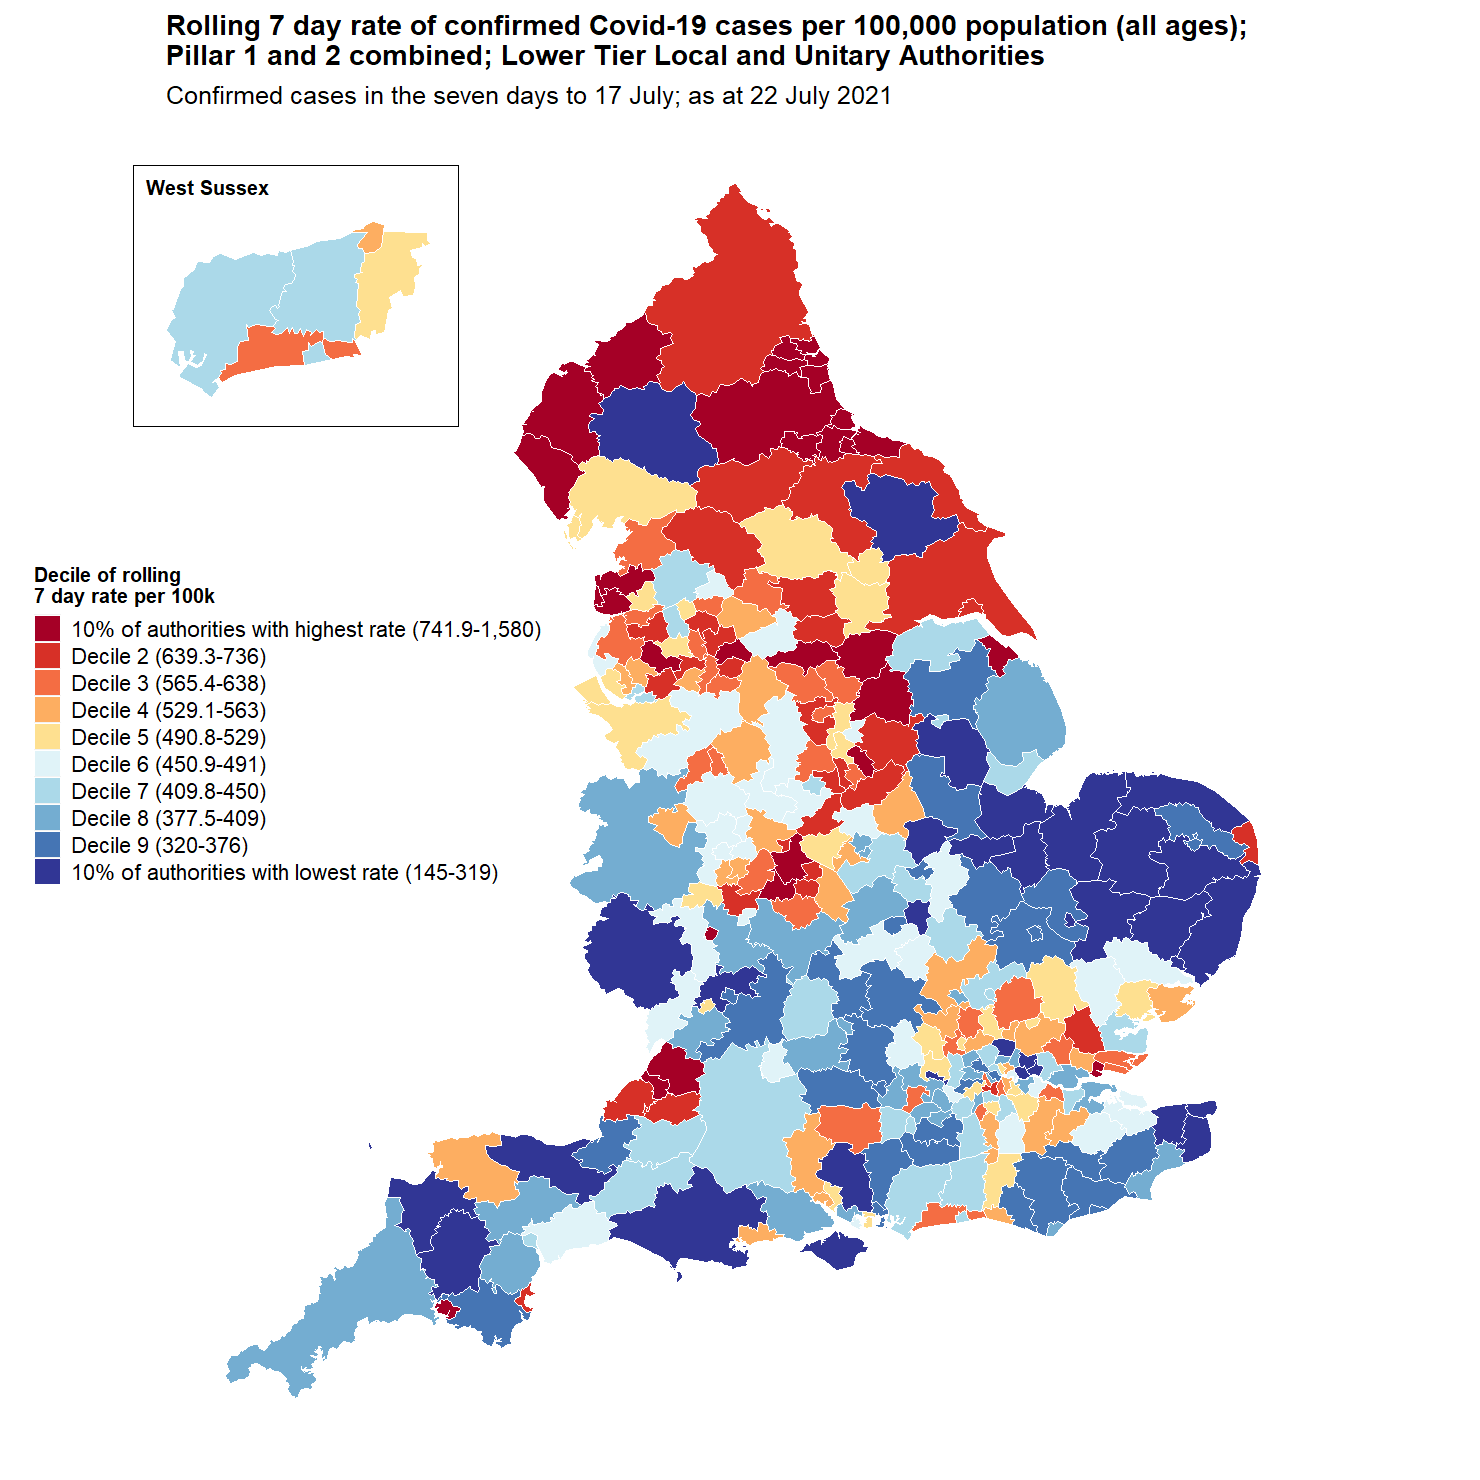 Rolling 7 day rate of confirmed Covid-19 cases per 100,000 population (all ages);
Pillar 1 and 2 combined; Lower Tier Local and Unitary Authorities
Confirmed cases in the seven days to 17 July; as at 22 July 2021
West Sussex
Decile of rolling
7 day rate per 100k
10% of authorities with highest rate (741.9-1,580)
Decile 2 (639.3-736)
Decile 3 (565.4-638)
Decile 4 (529.1-563)
Decile 5 (490.8-529)
Decile 6 (450.9-491)
Decile 7 (409.8-450)
Decile 8 (377.5-409)
Decile 9 (320-376)
10% of authorities with lowest rate (145-319)